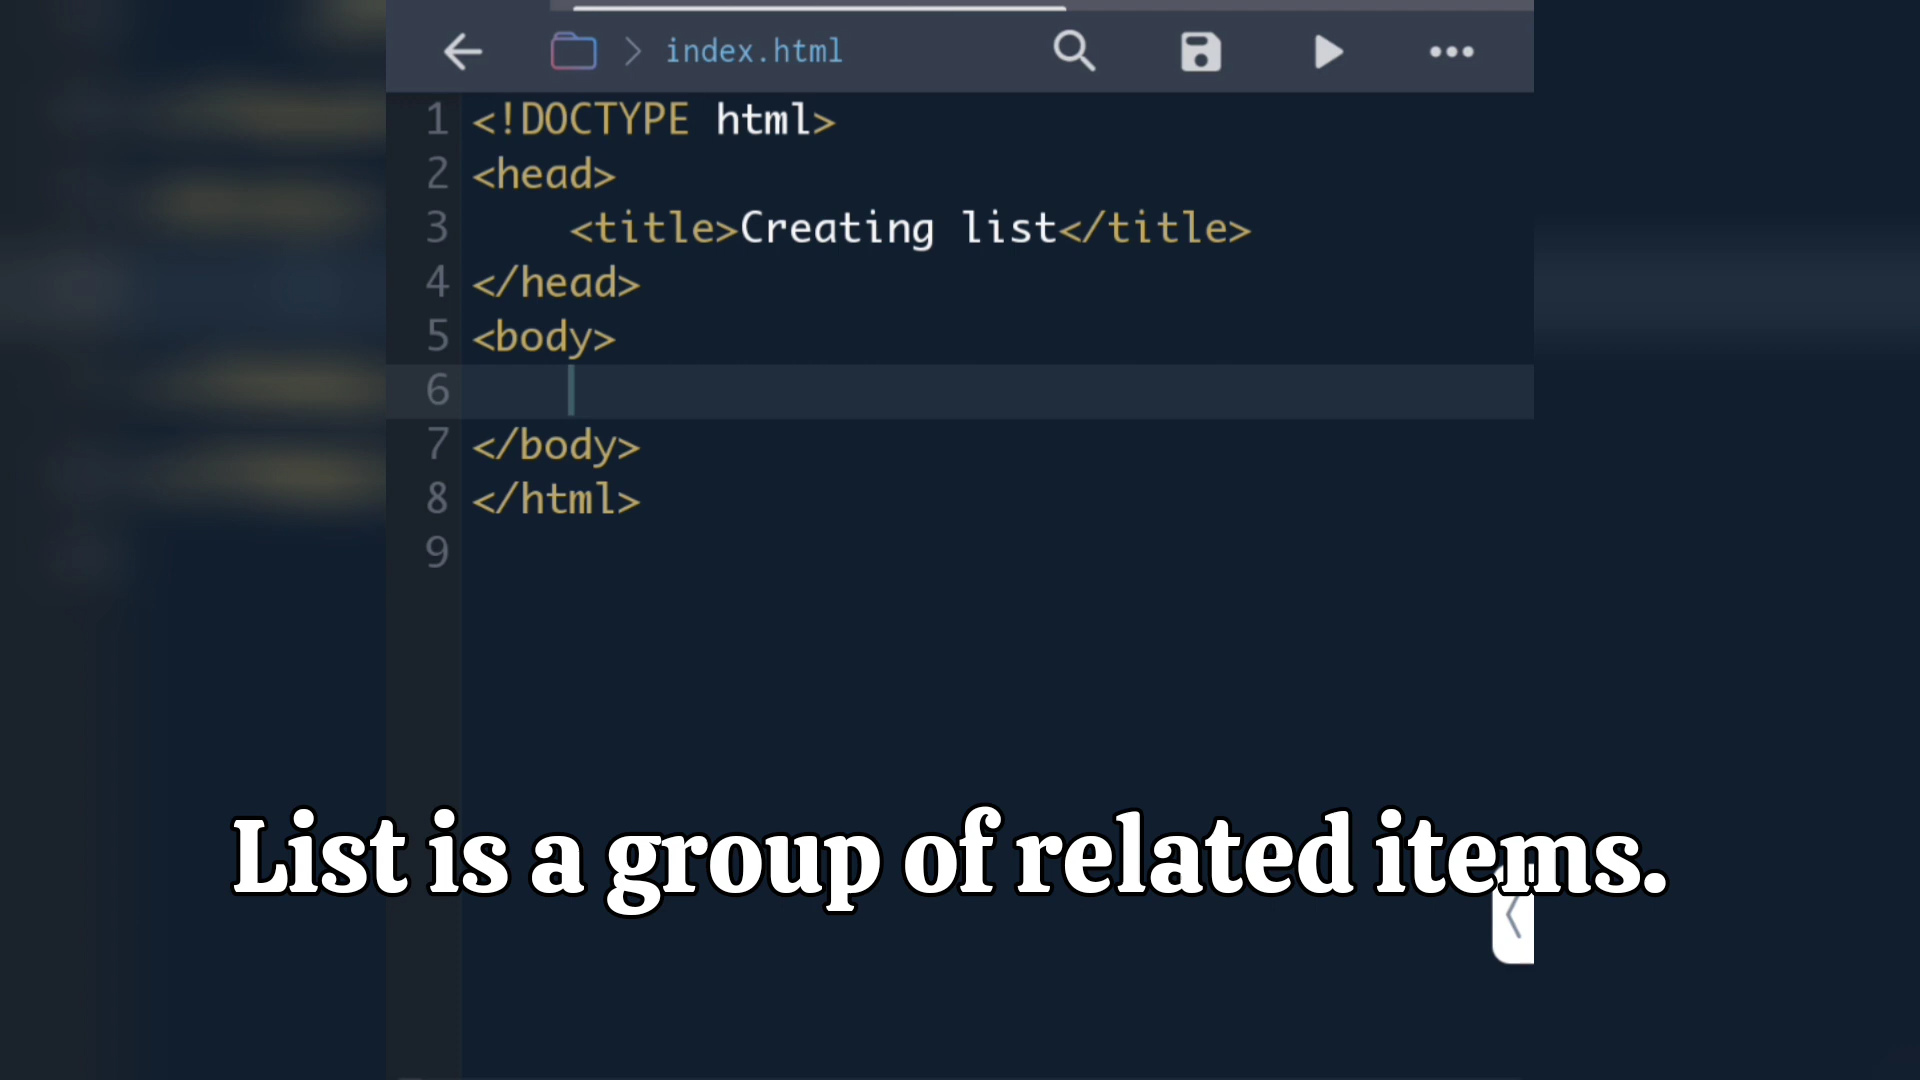 index.html
1 <!DOCTYPE html>
2 <head>
3     <title>Creating list</title>
4 </head>
5 <body>
6
7 </body>
8 </html>
9
List is a group of related items.